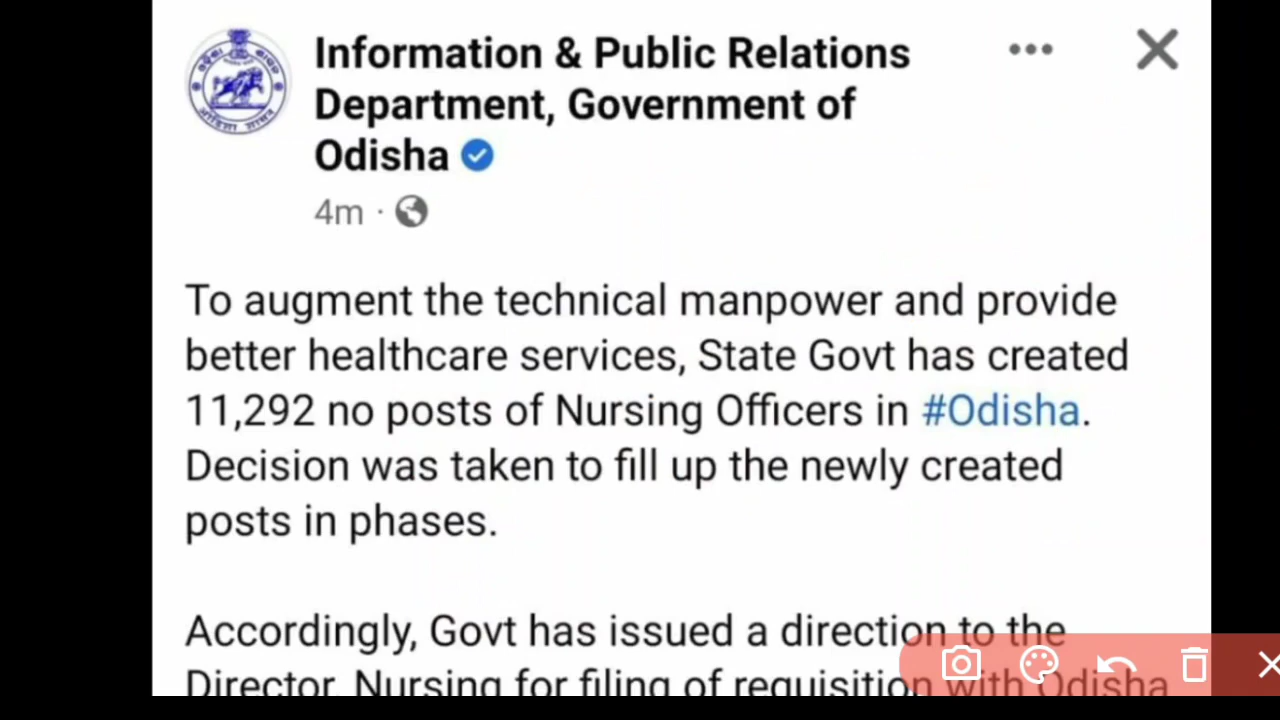 Information & Public Relations
Department, Government of
Odisha
4m ·
To augment the technical manpower and provide
better healthcare services, State Govt has created
11,292 no posts of Nursing Officers in #Odisha.
Decision was taken to fill up the newly created
posts in phases.
Accordingly, Govt has issued a direction to the
Director, Nursing for filing of requisition with Odisha